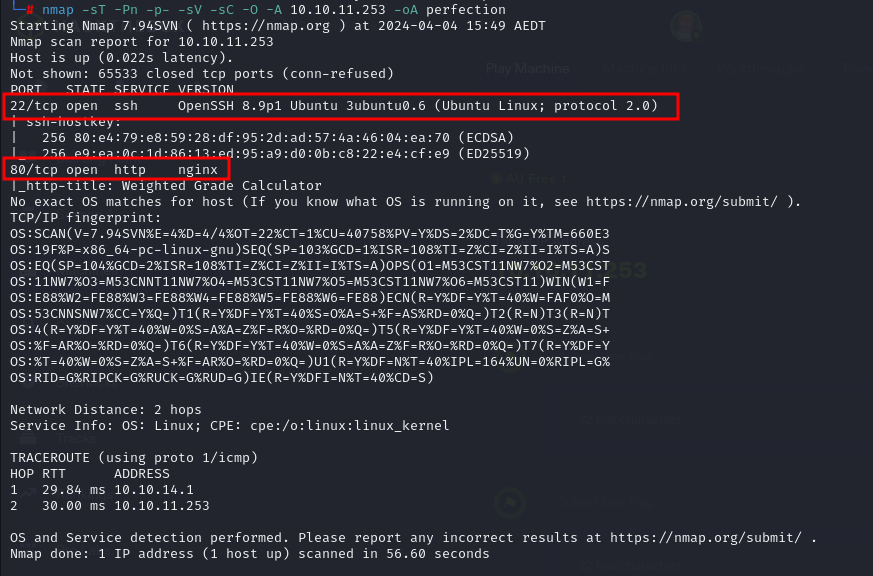 └─# nmap -sT -Pn -p- -sV -sC -O -A 10.10.11.253 -oA perfection
Starting Nmap 7.94SVN ( https://nmap.org ) at 2024-04-04 15:49 AEDT
Nmap scan report for 10.10.11.253
Host is up (0.022s latency).
Not shown: 65533 closed tcp ports (conn-refused)
PORT   STATE SERVICE VERSION
22/tcp open  ssh     OpenSSH 8.9p1 Ubuntu 3ubuntu0.6 (Ubuntu Linux; protocol 2.0)
| ssh-hostkey:
|   256 80:e4:79:e8:59:28:df:95:2d:ad:57:4a:46:04:ea:70 (ECDSA)
|_  256 e9:ea:0c:1d:86:13:ed:95:a9:d0:0b:c8:22:e4:cf:e9 (ED25519)
80/tcp open  http    nginx
|_http-title: Weighted Grade Calculator
No exact OS matches for host (If you know what OS is running on it, see https://nmap.org/submit/ ).
TCP/IP fingerprint:
OS:SCAN(V=7.94SVN%E=4%D=4/4%OT=22%CT=1%CU=40758%PV=Y%DS=2%DC=T%G=Y%TM=660E3
OS:19F%P=x86_64-pc-linux-gnu)SEQ(SP=103%GCD=1%ISR=108%TI=Z%CI=Z%II=I%TS=A)S
OS:EQ(SP=104%GCD=2%ISR=108%TI=Z%CI=Z%II=I%TS=A)OPS(O1=M53CST11NW7%O2=M53CST
OS:11NW7%O3=M53CNNT11NW7%O4=M53CST11NW7%O5=M53CST11NW7%O6=M53CST11)WIN(W1=F
OS:E88%W2=FE88%W3=FE88%W4=FE88%W5=FE88%W6=FE88)ECN(R=Y%DF=Y%T=40%W=FAF0%O=M
OS:53CNNSNW7%CC=Y%Q=)T1(R=Y%DF=Y%T=40%S=O%A=S+%F=AS%RD=0%Q=)T2(R=N)T3(R=N)T
OS:4(R=Y%DF=Y%T=40%W=0%S=A%A=Z%F=R%O=%RD=0%Q=)T5(R=Y%DF=Y%T=40%W=0%S=Z%A=S+
OS:%F=AR%O=%RD=0%Q=)T6(R=Y%DF=Y%T=40%W=0%S=A%A=Z%F=R%O=%RD=0%Q=)T7(R=Y%DF=Y
OS:%T=40%W=0%S=Z%A=S+%F=AR%O=%RD=0%Q=)U1(R=Y%DF=N%T=40%IPL=164%UN=0%RIPL=G%
OS:RID=G%RIPCK=G%RUCK=G%RUD=G)IE(R=Y%DFI=N%T=40%CD=S)
Network Distance: 2 hops
Service Info: OS: Linux; CPE: cpe:/o:linux:linux_kernel
TRACEROUTE (using proto 1/icmp)
HOP RTT      ADDRESS
1   29.84 ms 10.10.14.1
2   30.00 ms 10.10.11.253
OS and Service detection performed. Please report any incorrect results at https://nmap.org/submit/ .
Nmap done: 1 IP address (1 host up) scanned in 56.60 seconds